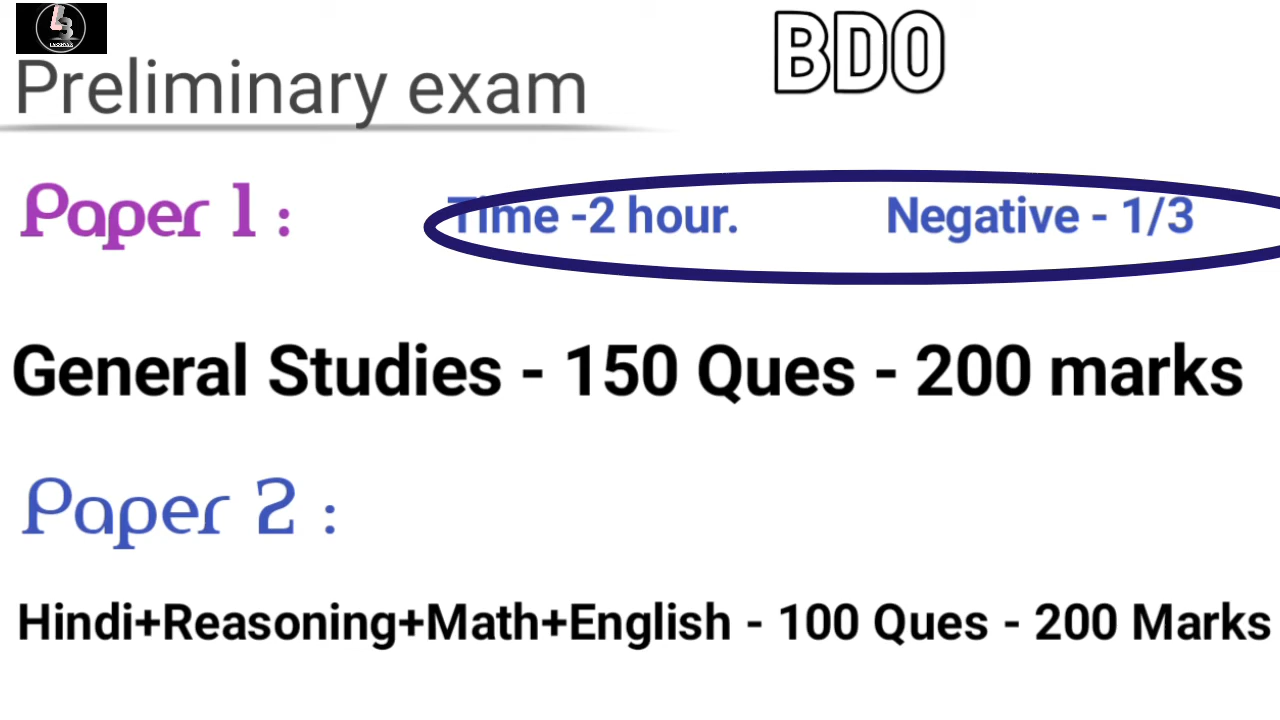 BDO
Preliminary exam
Paper 1 : Time -2 hour. Negative - 1/3
General Studies - 150 Ques - 200 marks
Paper 2 :
Hindi+Reasoning+Math+English - 100 Ques - 200 Marks